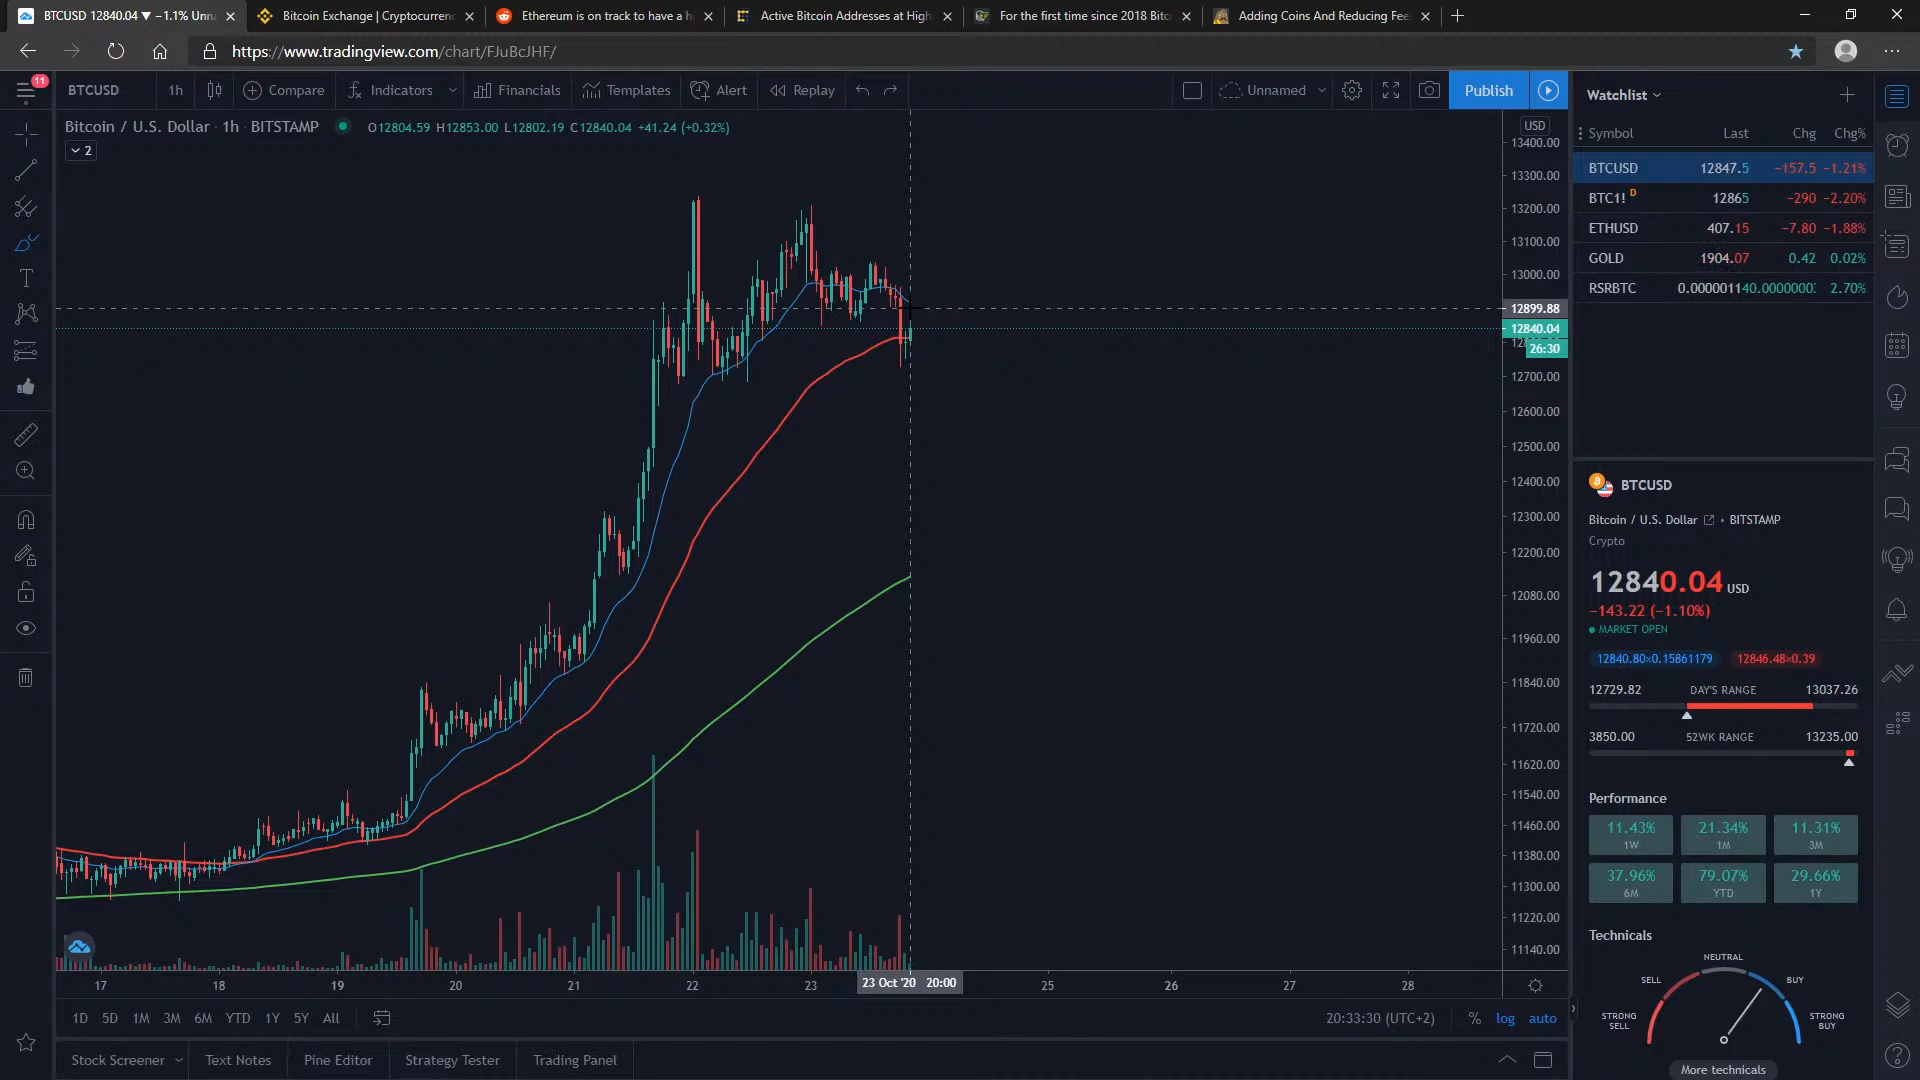 BTCUSD 12840.04 ▼ −1.1% Unna
Bitcoin Exchange | Cryptocurrenc
Ethereum is on track to have a h
Active Bitcoin Addresses at High
For the first time since 2018 Bitc
Adding Coins And Reducing Fee
https://www.tradingview.com/chart/FJuBcJHF/
11
BTCUSD 1h Compare Indicators Financials Templates Alert Replay Unnamed Publish
Bitcoin / U.S. Dollar · 1h · BITSTAMP O12804.59 H12853.00 L12802.19 C12840.04 +41.24 (+0.32%)
2
USD
13400.00
13300.00
13200.00
13100.00
13000.00
12899.88
12840.04
26:30
12700.00
12600.00
12500.00
12400.00
12300.00
12200.00
12080.00
11960.00
11840.00
11720.00
11620.00
11540.00
11460.00
11380.00
11300.00
11220.00
11140.00
17 18 19 20 21 22 23 23 Oct '20 20:00 25 26 27 28
1D 5D 1M 3M 6M YTD 1Y 5Y All
20:33:30 (UTC+2) % log auto
Stock Screener Text Notes Pine Editor Strategy Tester Trading Panel
Watchlist
Symbol Last Chg Chg%
BTCUSD 12847.5 −157.5 −1.21%
BTC1! D 12865 −290 −2.20%
ETHUSD 407.15 −7.80 −1.88%
GOLD 1904.07 0.42 0.02%
RSRBTC 2.70%
BTCUSD
Bitcoin / U.S. Dollar • BITSTAMP
Crypto
12840.04 USD
−143.22 (−1.10%)
MARKET OPEN
12840.80×0.15861179 12846.48×0.39
12729.82 DAY'S RANGE 13037.26
3850.00 52WK RANGE 13235.00
Performance
11.43% 21.34% 11.31%
1W 1M 3M
37.96% 79.07% 29.66%
6M YTD 1Y
Technicals
NEUTRAL
SELL BUY
STRONG SELL STRONG BUY
More technicals